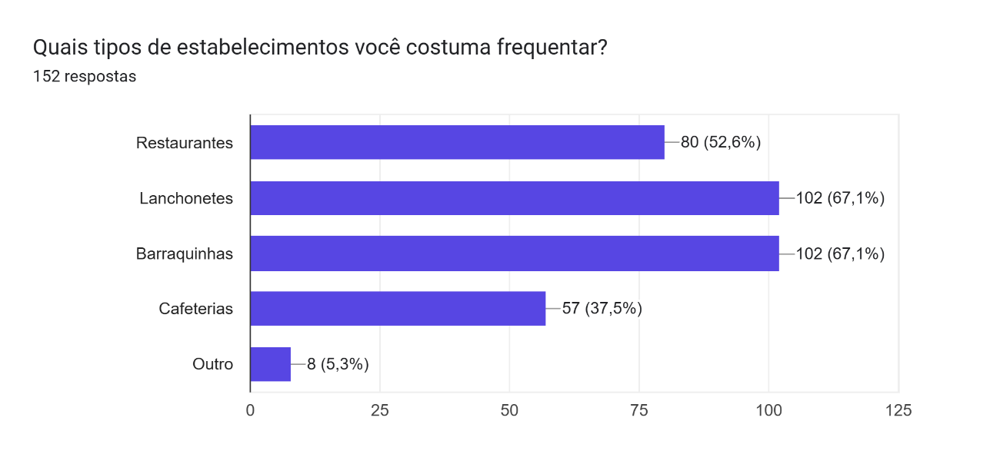 Quais tipos de estabelecimentos você costuma frequentar?
152 respostas
Restaurantes 80 (52,6%)
Lanchonetes 102 (67,1%)
Barraquinhas 102 (67,1%)
Cafeterias 57 (37,5%)
Outro 8 (5,3%)
0 25 50 75 100 125